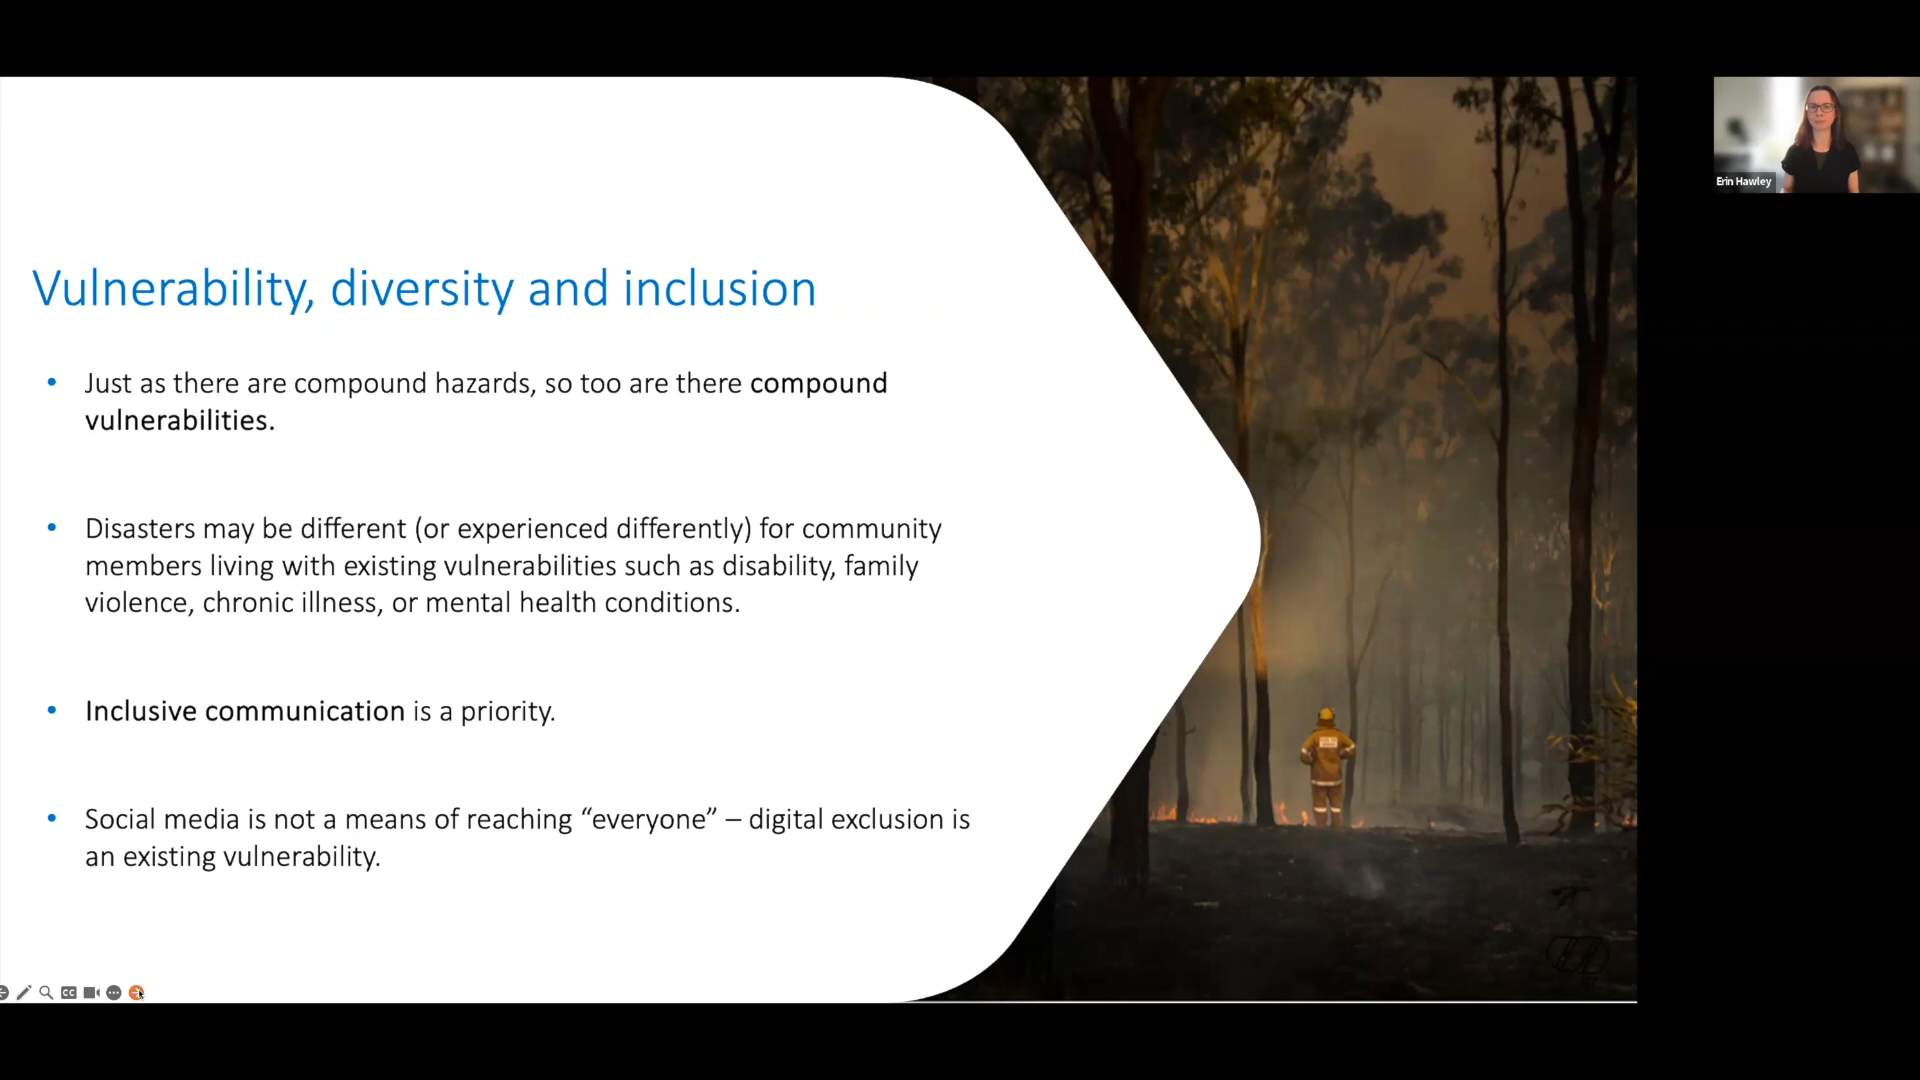 Vulnerability, diversity and inclusion
• Just as there are compound hazards, so too are there compound
vulnerabilities.
• Disasters may be different (or experienced differently) for community
members living with existing vulnerabilities such as disability, family
violence, chronic illness, or mental health conditions.
• Inclusive communication is a priority.
• Social media is not a means of reaching “everyone” – digital exclusion is
an existing vulnerability.
Erin Hawley
CC